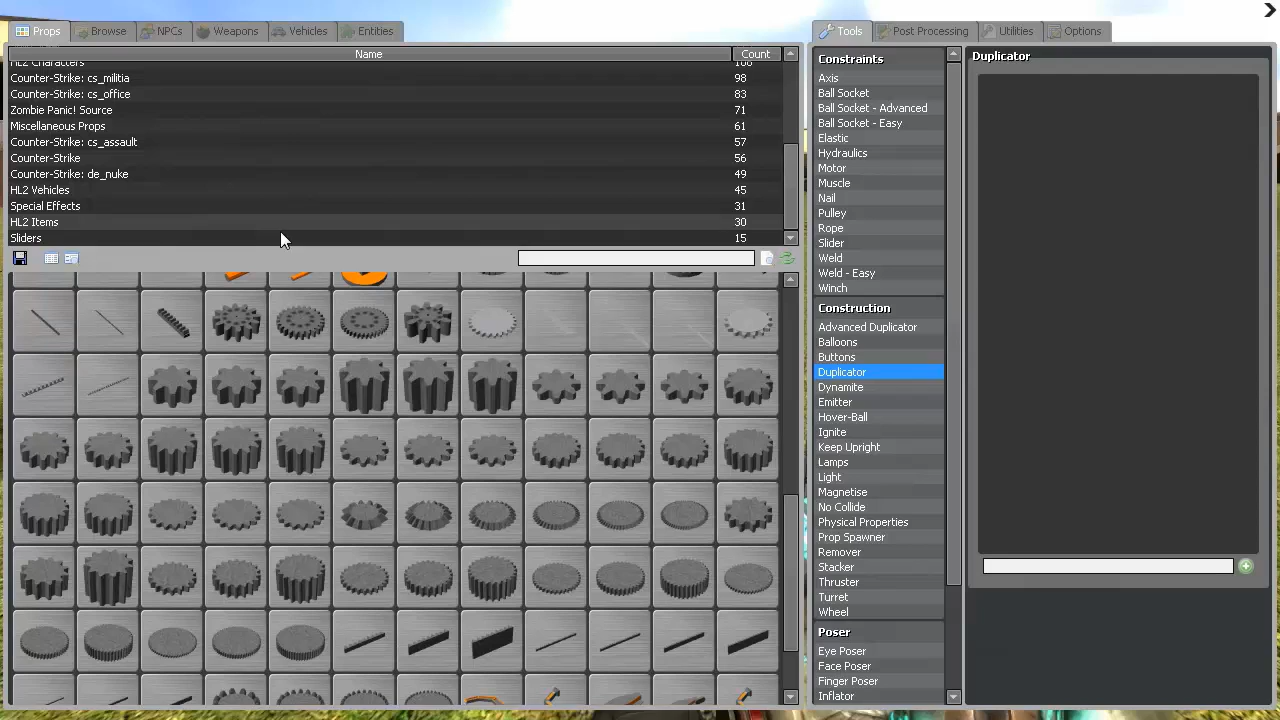 Props Browse NPCs Weapons Vehicles Entities
Name Count
HL2 Characters 108
Counter-Strike: cs_militia 98
Counter-Strike: cs_office 83
Zombie Panic! Source 71
Miscellaneous Props 61
Counter-Strike: cs_assault 57
Counter-Strike 56
Counter-Strike: de_nuke 49
HL2 Vehicles 45
Special Effects 31
HL2 Items 30
Sliders 15
Tools Post Processing Utilities Options
Constraints
Axis
Ball Socket
Ball Socket - Advanced
Ball Socket - Easy
Elastic
Hydraulics
Motor
Muscle
Nail
Pulley
Rope
Slider
Weld
Weld - Easy
Winch
Construction
Advanced Duplicator
Balloons
Buttons
Duplicator
Dynamite
Emitter
Hover-Ball
Ignite
Keep Upright
Lamps
Light
Magnetise
No Collide
Physical Properties
Prop Spawner
Remover
Stacker
Thruster
Turret
Wheel
Poser
Eye Poser
Face Poser
Finger Poser
Inflator
Duplicator